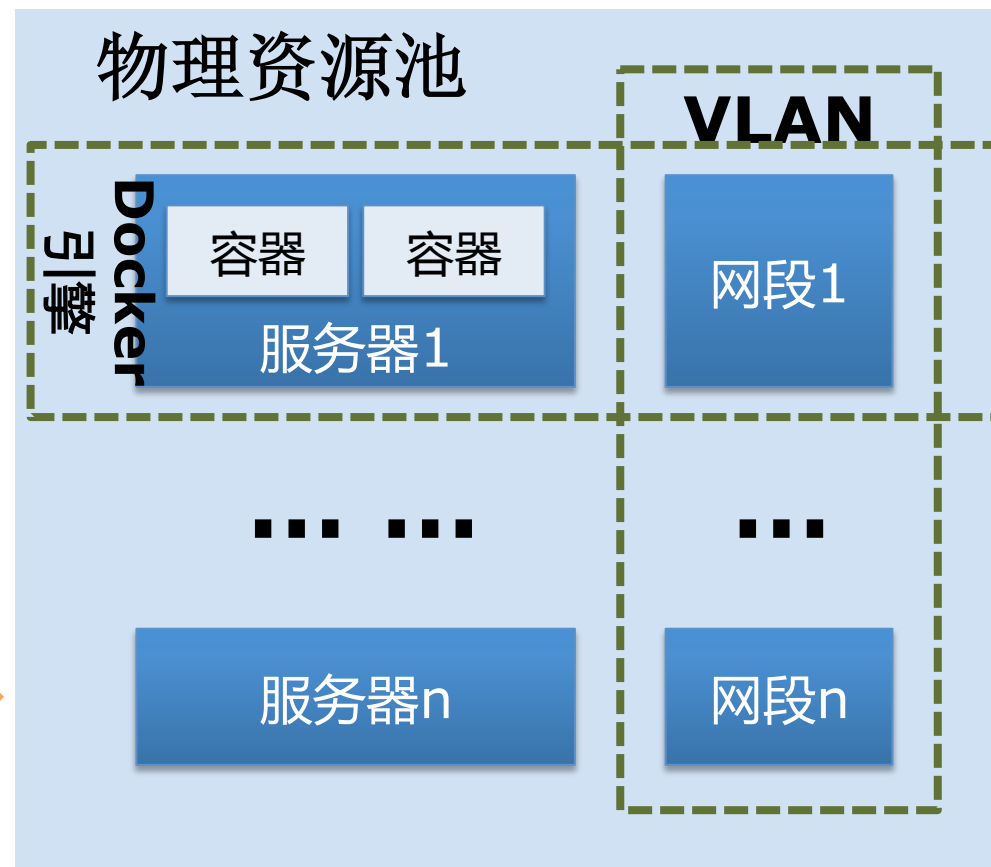 物理资源池
VLAN
Docker
引擎
容器
容器
服务器1
网段1
... ...
...
服务器n
网段n